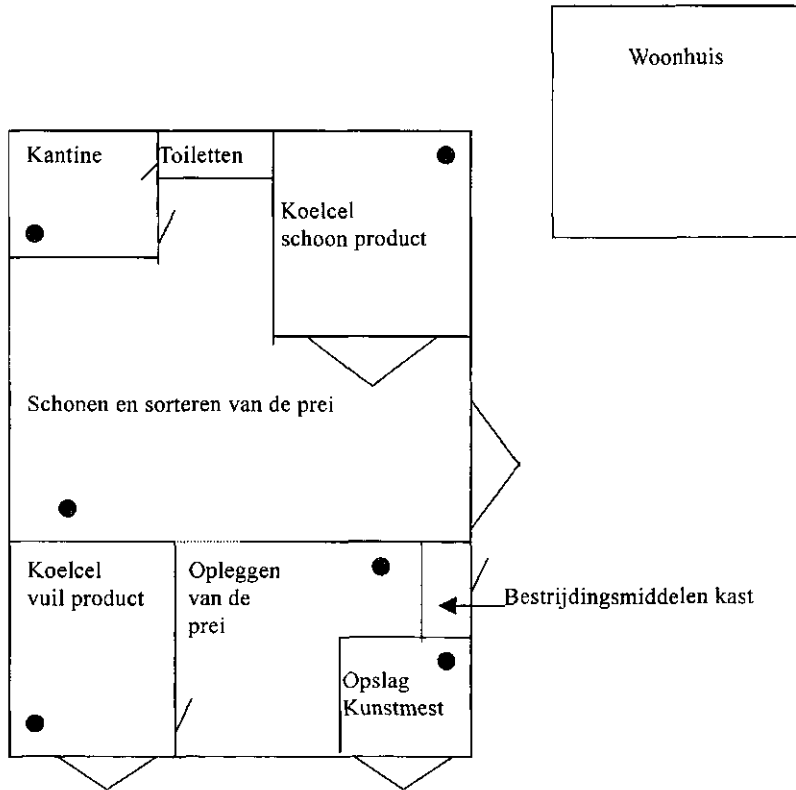 Woonhuis
Kantine
Toiletten
Koelcel
schoon product
Schonen en sorteren van de prei
Koelcel
vuil product
Opleggen
van de
prei
Bestrijdingsmiddelen kast
Opslag
Kunstmest